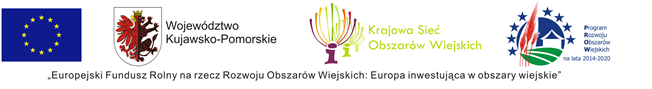 Województwo
Kujawsko-Pomorskie
Krajowa Sieć
Obszarów Wiejskich
Program
Rozwoju
Obszarów
Wiejskich
na lata 2014-2020
„Europejski Fundusz Rolny na rzecz Rozwoju Obszarów Wiejskich: Europa inwestująca w obszary wiejskie”